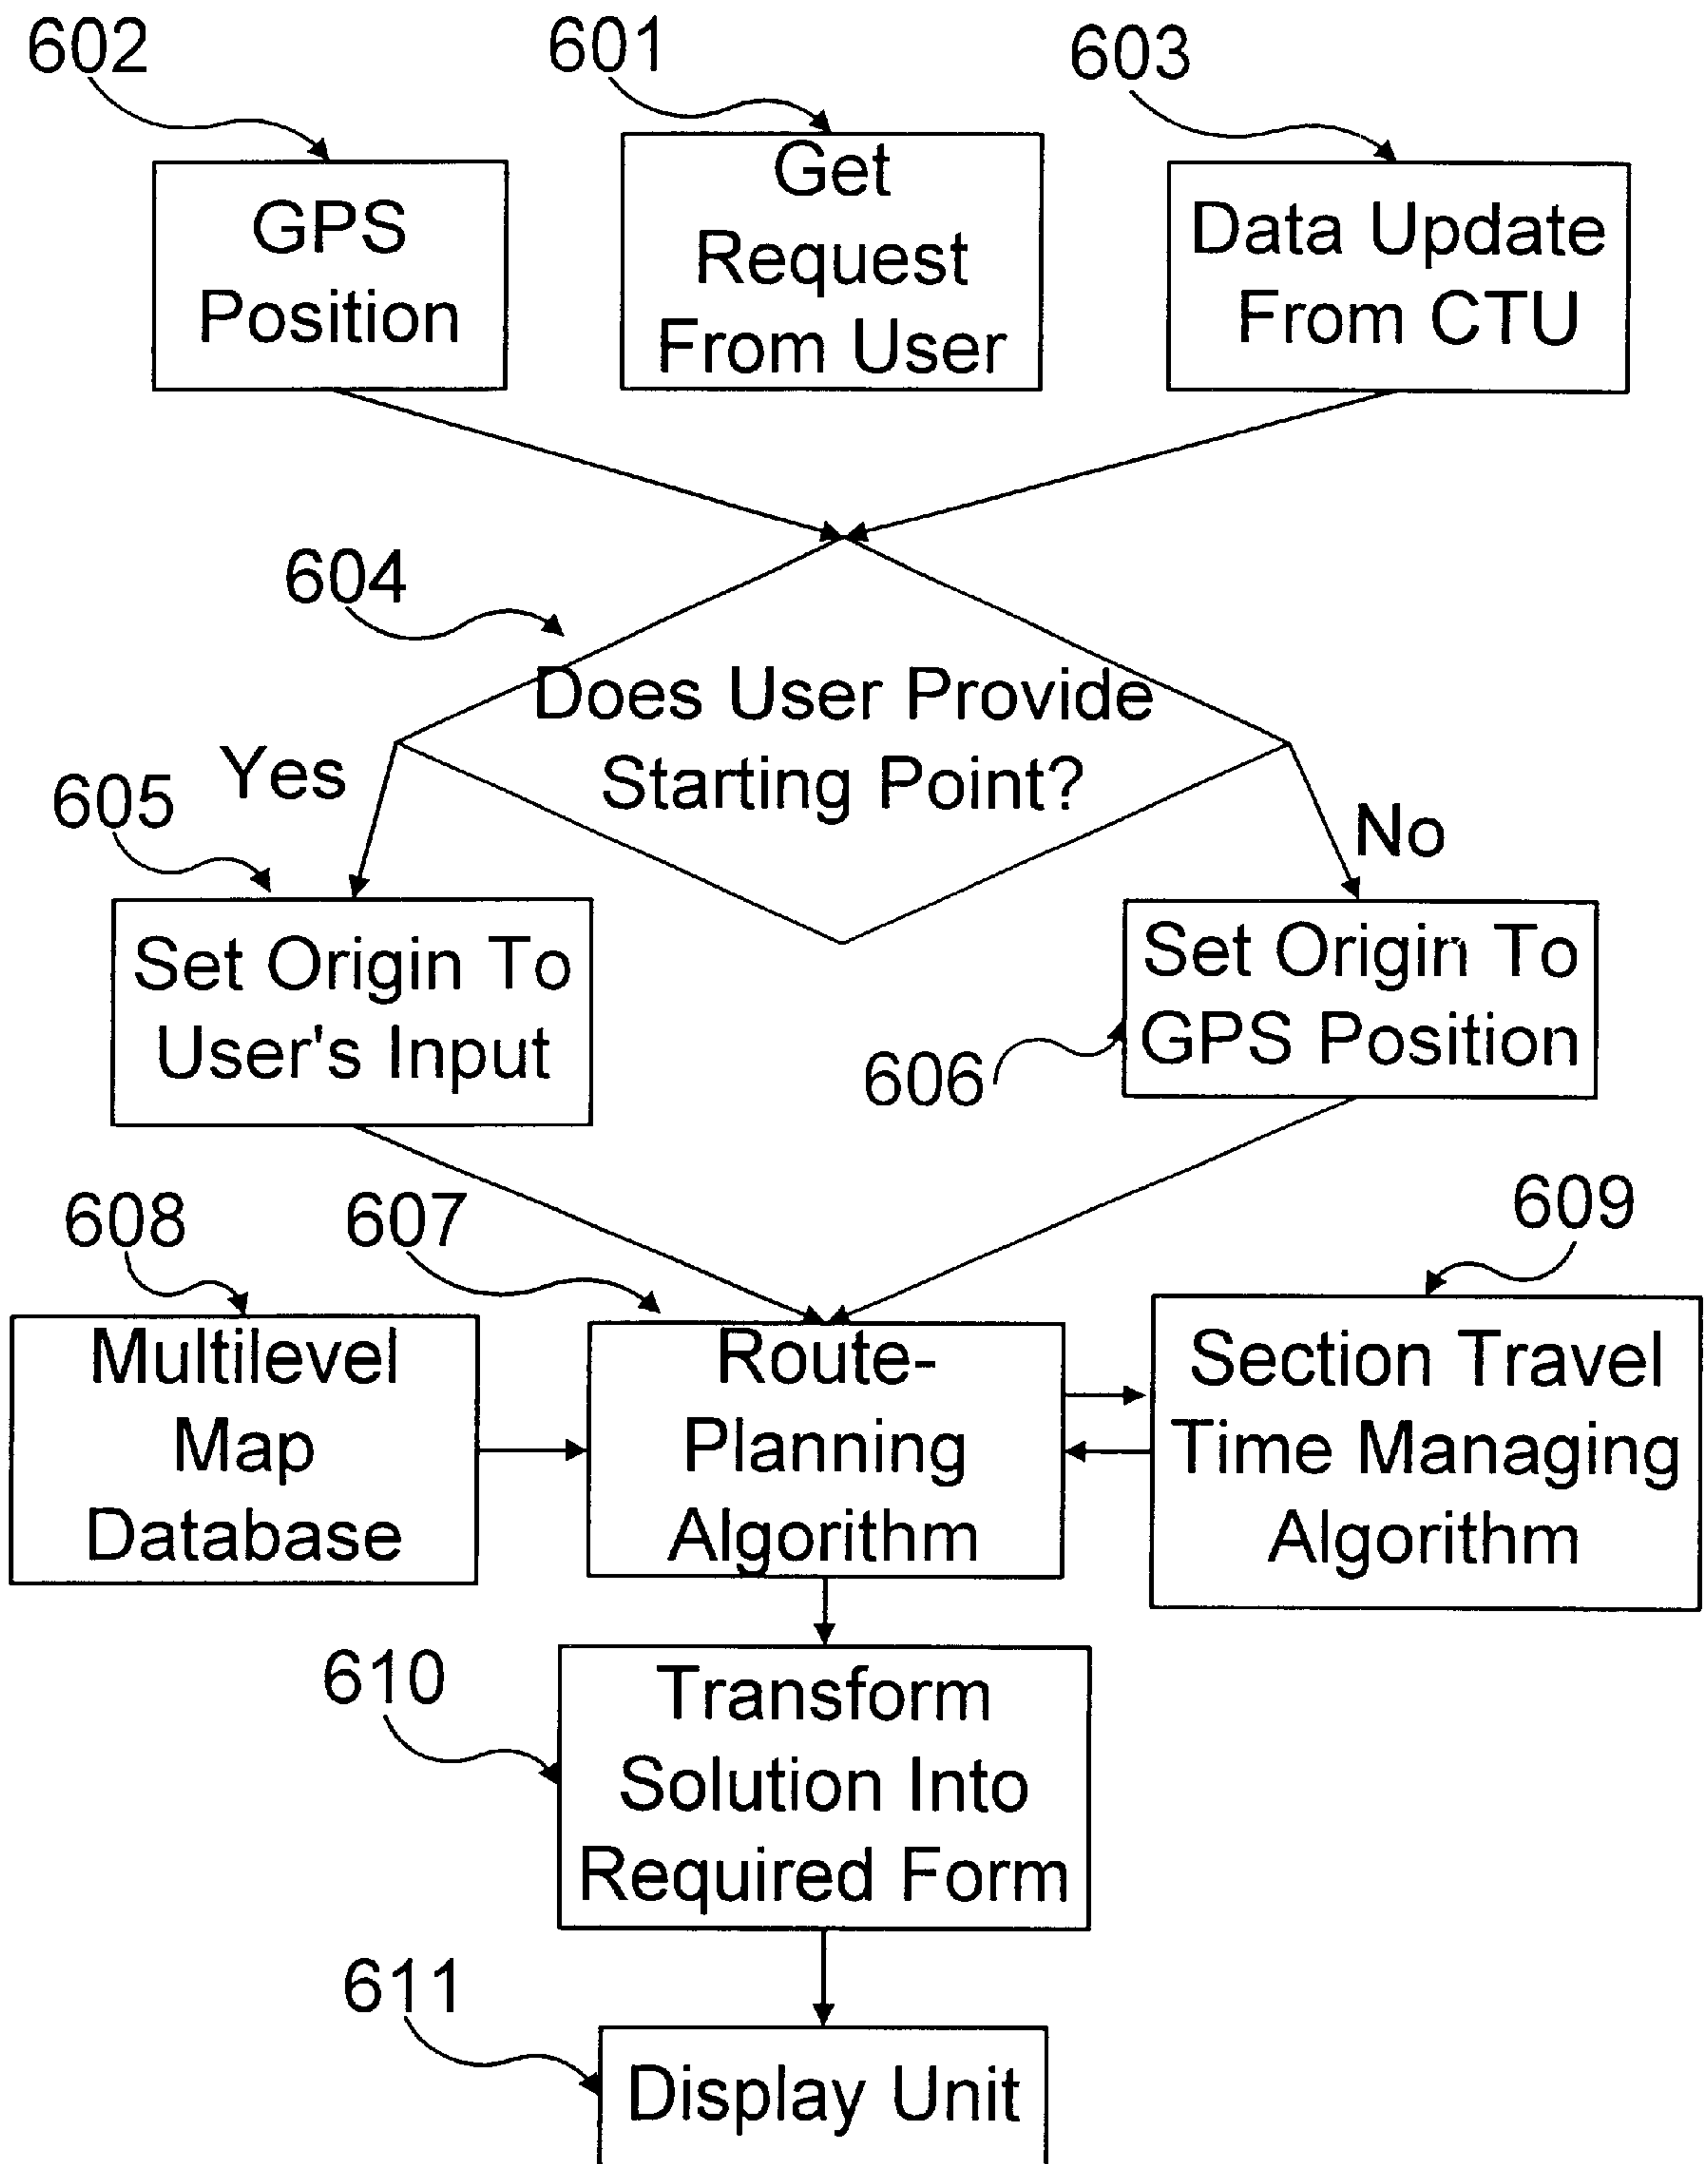 602
601
603
GPS
Position
Get
Request
From User
Data Update
From CTU
604
Does User Provide
Starting Point?
Yes
No
605
Set Origin To
User's Input
606
Set Origin To
GPS Position
608
607
609
Multilevel
Map
Database
Route-
Planning
Algorithm
Section Travel
Time Managing
Algorithm
610
Transform
Solution Into
Required Form
611
Display Unit